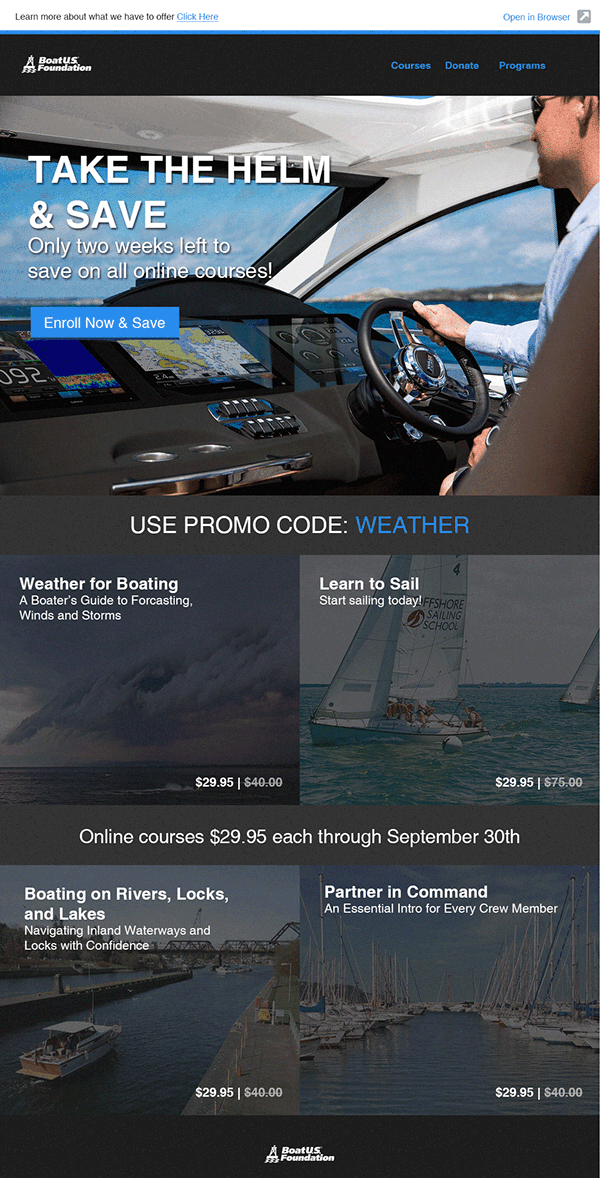 Learn more about what we have to offer Click Here
Open in Browser
BoatU.S.
Foundation
Courses Donate Programs
TAKE THE HELM
& SAVE
Only two weeks left to
save on all online courses!
Enroll Now & Save
092
USE PROMO CODE: WEATHER
Weather for Boating
A Boater's Guide to Forcasting,
Winds and Storms
$29.95 | $40.00
Learn to Sail
Start sailing today!
4
OFFSHORE
SAILING
SCHOOL
$29.95 | $75.00
Online courses $29.95 each through September 30th
Boating on Rivers, Locks,
and Lakes
Navigating Inland Waterways and
Locks with Confidence
$29.95 | $40.00
Partner in Command
An Essential Intro for Every Crew Member
$29.95 | $40.00
BoatU.S.
Foundation